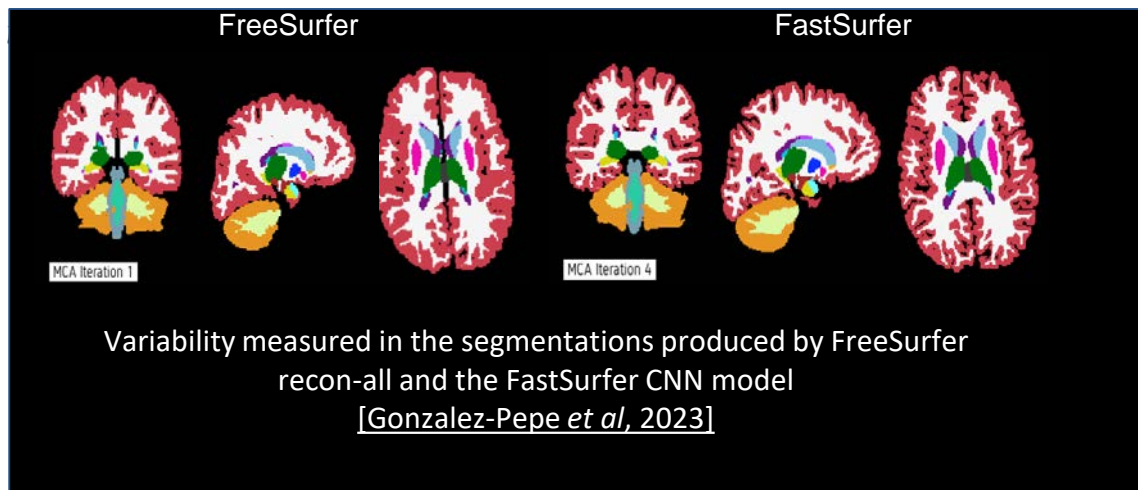 FreeSurfer
FastSurfer
MCA Iteration 1
MCA Iteration 4
Variability measured in the segmentations produced by FreeSurfer
recon-all and the FastSurfer CNN model
[Gonzalez-Pepe et al, 2023]